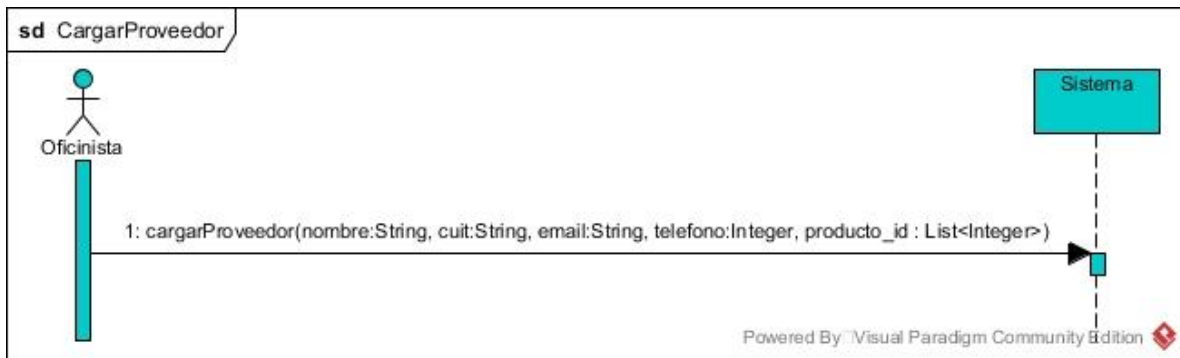 sd CargarProveedor
Sistema
Oficinista
1: cargarProveedor(nombre:String, cuit:String, email:String, telefono:Integer, producto_id : List<Integer>)
Powered By Visual Paradigm Community Edition